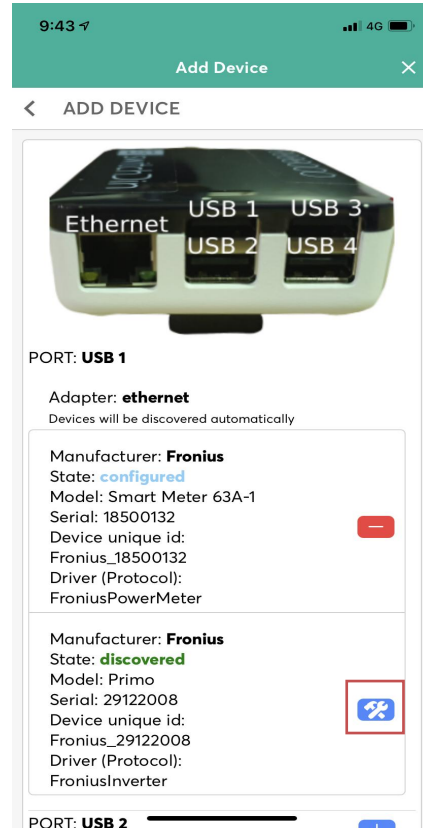 9:43
4G
Add Device
ADD DEVICE
Ethernet
USB 1
USB 3
USB 2
USB 4
PORT: USB 1
Adapter: ethernet
Devices will be discovered automatically
Manufacturer: Fronius
State: configured
Model: Smart Meter 63A-1
Serial: 18500132
Device unique id:
Fronius_18500132
Driver (Protocol):
FroniusPowerMeter
Manufacturer: Fronius
State: discovered
Model: Primo
Serial: 29122008
Device unique id:
Fronius_29122008
Driver (Protocol):
FroniusInverter
PORT: USB 2